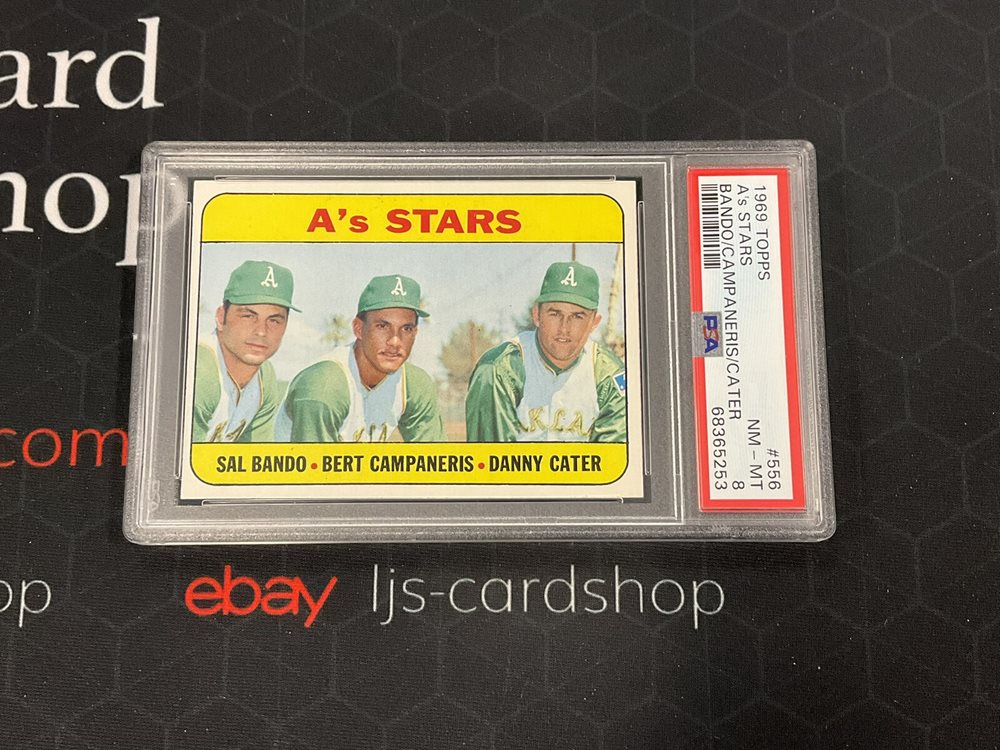 ard
hop
.com
A's STARS
A A A
KLA
SAL BANDO • BERT CAMPANERIS • DANNY CATER
1969 TOPPS
A's STARS
BANDO/CAMPANERIS/CATER
#556
NM - MT
8
68365253
PSA
op
ebay ljs-cardshop